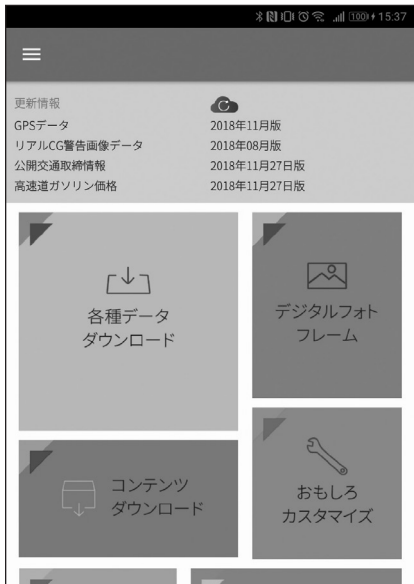 100 15:37
更新情報
GPSデータ 2018年11月版
リアルCG警告画像データ 2018年08月版
公開交通取締情報 2018年11月27日版
高速道ガソリン価格 2018年11月27日版
各種データ
ダウンロード
デジタルフォト
フレーム
コンテンツ
ダウンロード
おもしろ
カスタマイズ